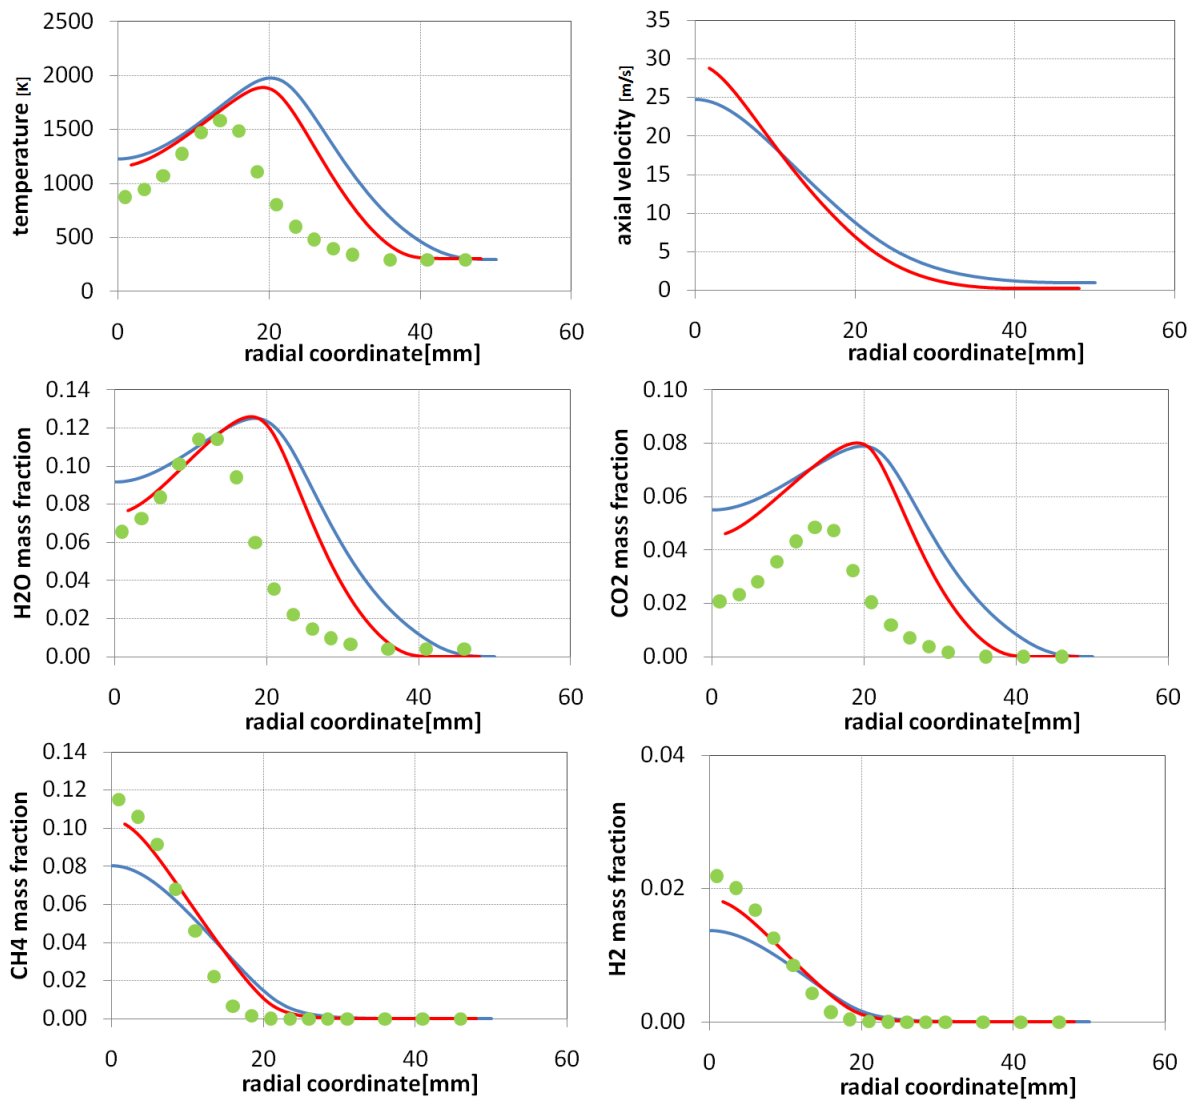 temperature [K]
2500
2000
1500
1000
500
0
0 20 40 60
radial coordinate[mm]
axial velocity [m/s]
35
30
25
20
15
10
5
0
0 20 40 60
radial coordinate[mm]
H2O mass fraction
0.14
0.12
0.10
0.08
0.06
0.04
0.02
0.00
0 20 40 60
radial coordinate[mm]
CO2 mass fraction
0.10
0.08
0.06
0.04
0.02
0.00
0 20 40 60
radial coordinate[mm]
CH4 mass fraction
0.14
0.12
0.10
0.08
0.06
0.04
0.02
0.00
0 20 40 60
radial coordinate[mm]
H2 mass fraction
0.04
0.02
0.00
0 20 40 60
radial coordinate[mm]